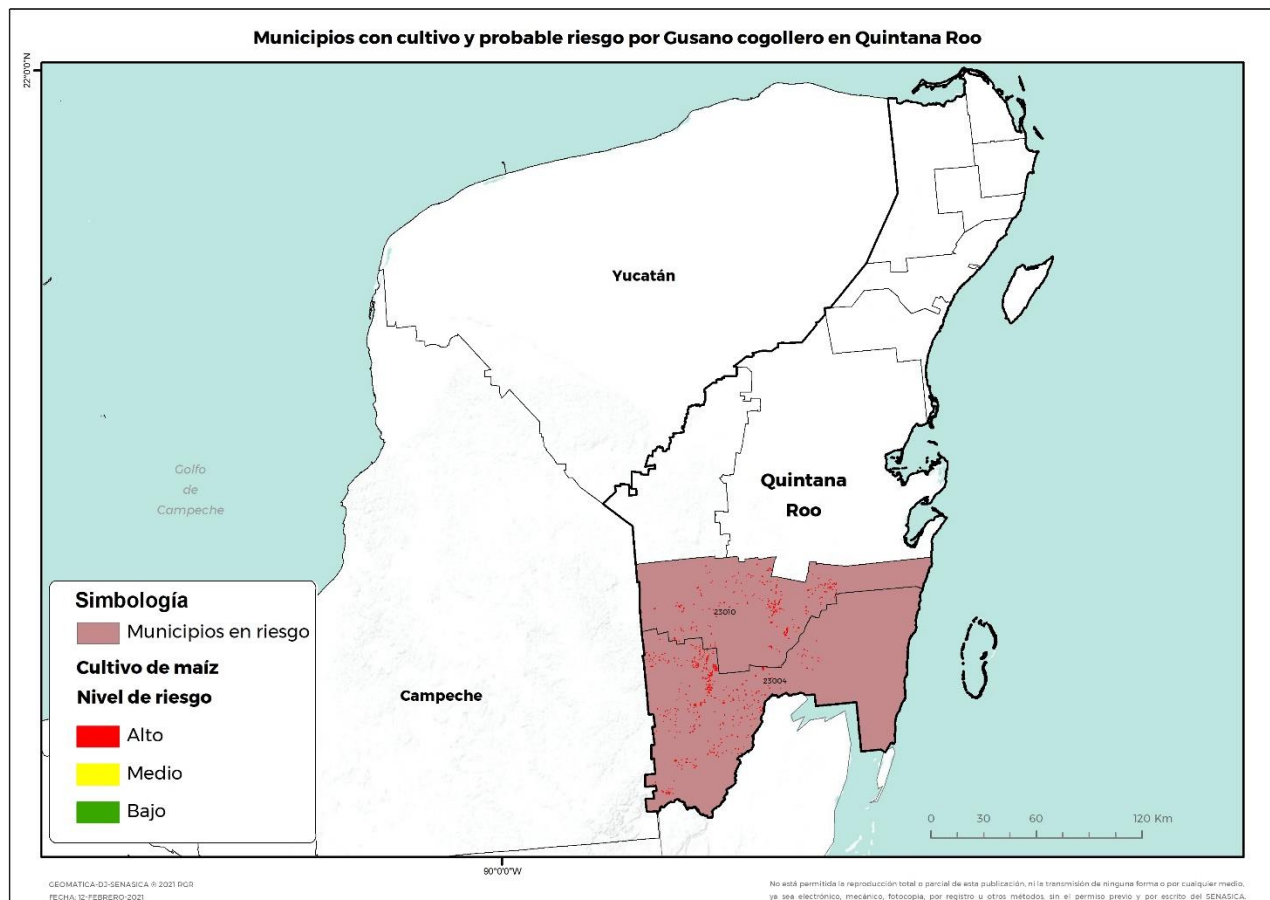 Municipios con cultivo y probable riesgo por Gusano cogollero en Quintana Roo
22°0'0"N
Yucatán
Quintana
Roo
Golfo
de
Campeche
23010
23004
Campeche
Simbología
Municipios en riesgo
Cultivo de maíz
Nivel de riesgo
Alto
Medio
Bajo
0 30 60 120 Km
90°0'0"W
GEOMATICA-DJ-SENASICA © 2021 RGR
FECHA: 12-FEBRERO-2021
No está permitida la reproducción total o parcial de esta publicación, ni la transmisión de ninguna forma o por cualquier medio,
ya sea electrónico, mecánico, fotocopia, por registro u otros métodos, sin el permiso previo y por escrito del SENASICA.